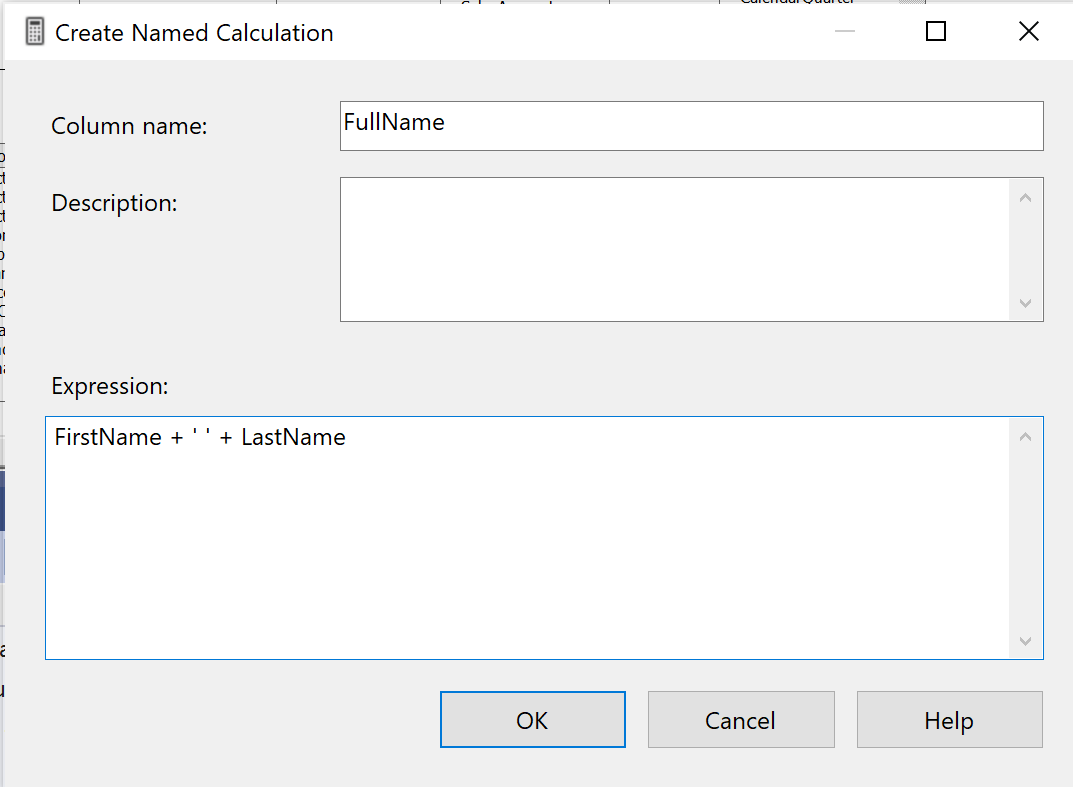 Create Named Calculation
Column name:
FullName
Description:
Expression:
FirstName + ' ' + LastName
OK
Cancel
Help